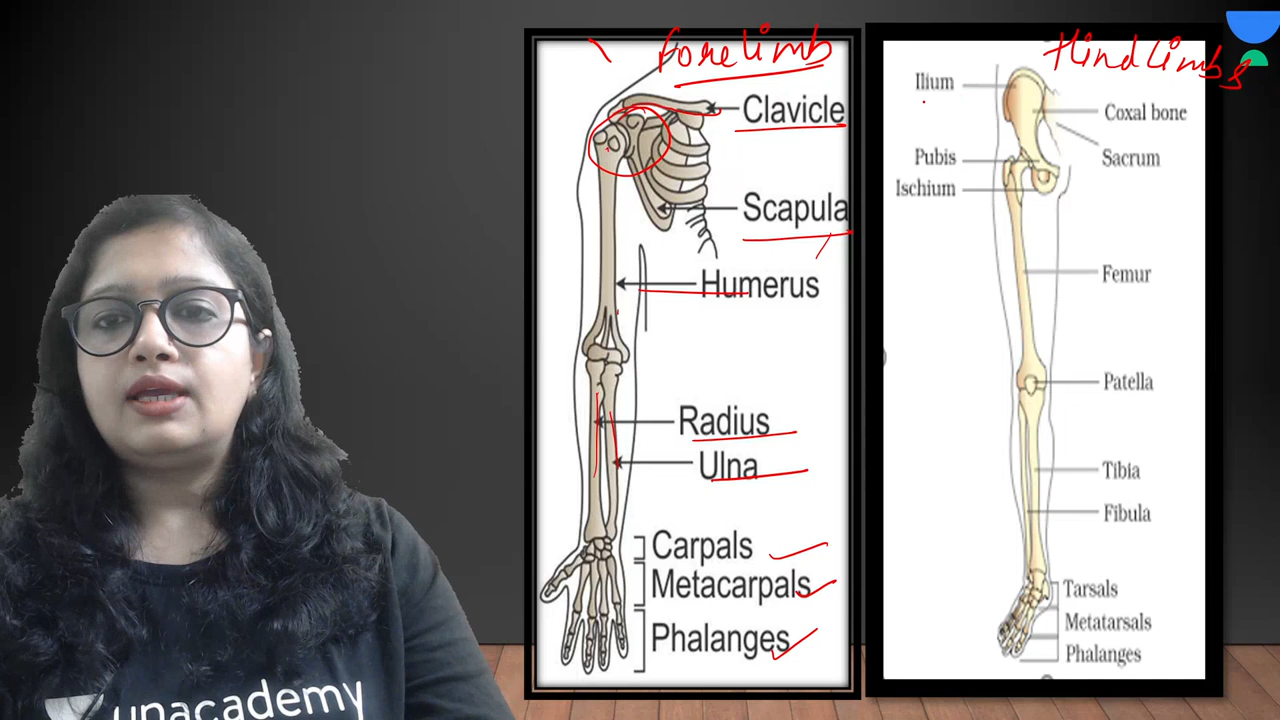 Forelimb
Clavicle
Scapula
Humerus
Radius
Ulna
Carpals
Metacarpals
Phalanges
Hindlimbs
Ilium
Coxal bone
Pubis
Sacrum
Ischium
Femur
Patella
Tibia
Fibula
Tarsals
Metatarsals
Phalanges
unacademy